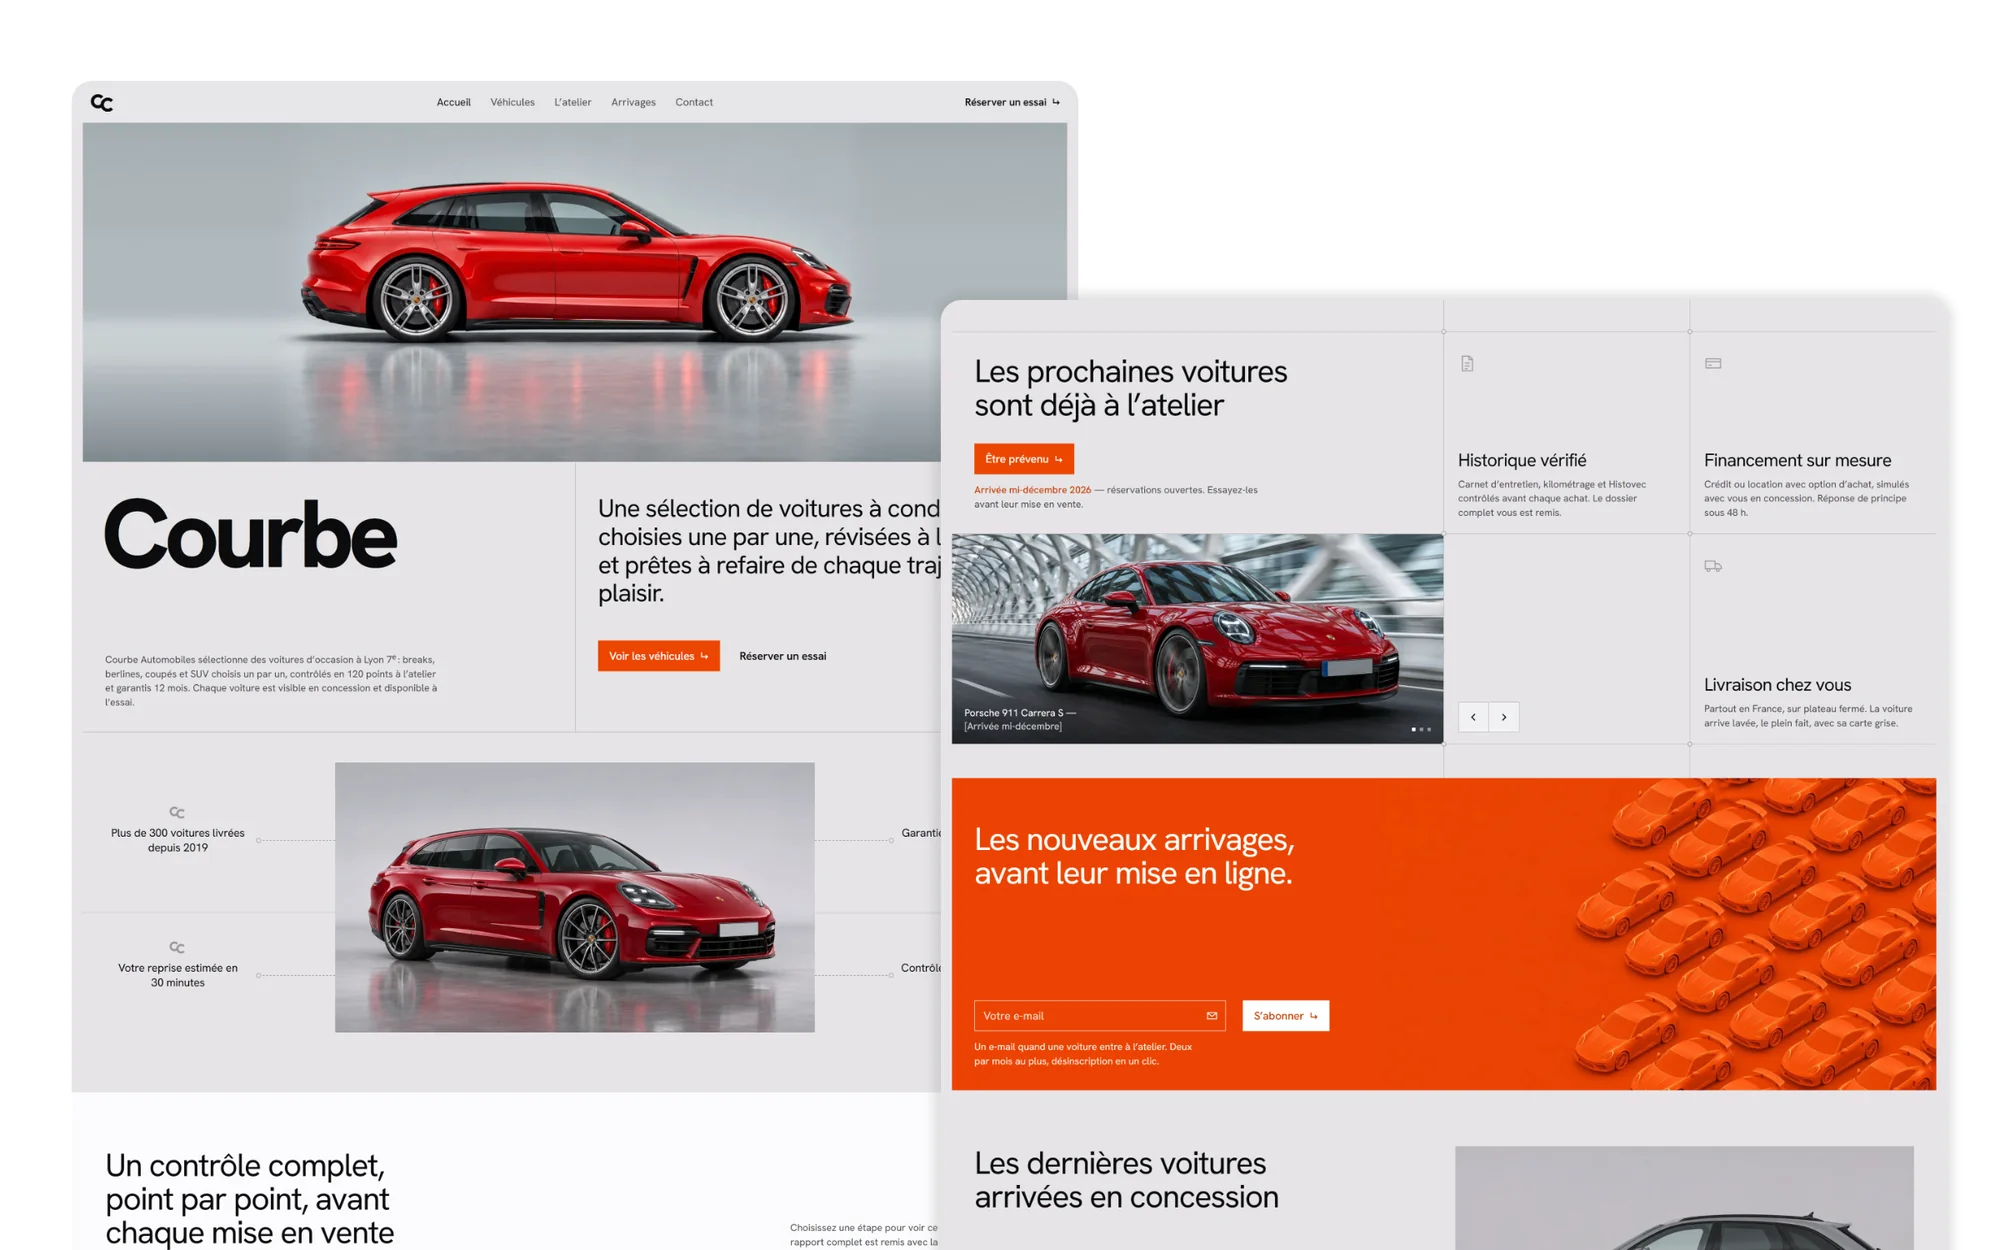 CC
Accueil
Véhicules
L’atelier
Arrivages
Contact
Réserver un essai
Courbe
Une sélection de voitures à cond
choisies une par une, révisées à l
et prêtes à refaire de chaque traj
plaisir.
Voir les véhicules
Réserver un essai
Courbe Automobiles sélectionne des voitures d’occasion à Lyon 7e : breaks,
berlines, coupés et SUV choisis un par un, contrôlés en 120 points à l’atelier
et garantis 12 mois. Chaque voiture est visible en concession et disponible à
l’essai.
CC
Plus de 300 voitures livrées
depuis 2019
Garantie
CC
Votre reprise estimée en
30 minutes
Contrôle
Un contrôle complet,
point par point, avant
chaque mise en vente
Choisissez une étape pour voir ce
rapport complet est remis avec la
Les prochaines voitures
sont déjà à l’atelier
Être prévenu
Arrivée mi-décembre 2026 — réservations ouvertes. Essayez-les
avant leur mise en vente.
Porsche 911 Carrera S —
[Arrivée mi-décembre]
Historique vérifié
Carnet d’entretien, kilométrage et Histovec
contrôlés avant chaque achat. Le dossier
complet vous est remis.
Financement sur mesure
Crédit ou location avec option d’achat, simulés
avec vous en concession. Réponse de principe
sous 48 h.
Livraison chez vous
Partout en France, sur plateau fermé. La voiture
arrive lavée, le plein fait, avec sa carte grise.
Les nouveaux arrivages,
avant leur mise en ligne.
Votre e-mail
S’abonner
Un e-mail quand une voiture entre à l’atelier. Deux
par mois au plus, désinscription en un clic.
Les dernières voitures
arrivées en concession